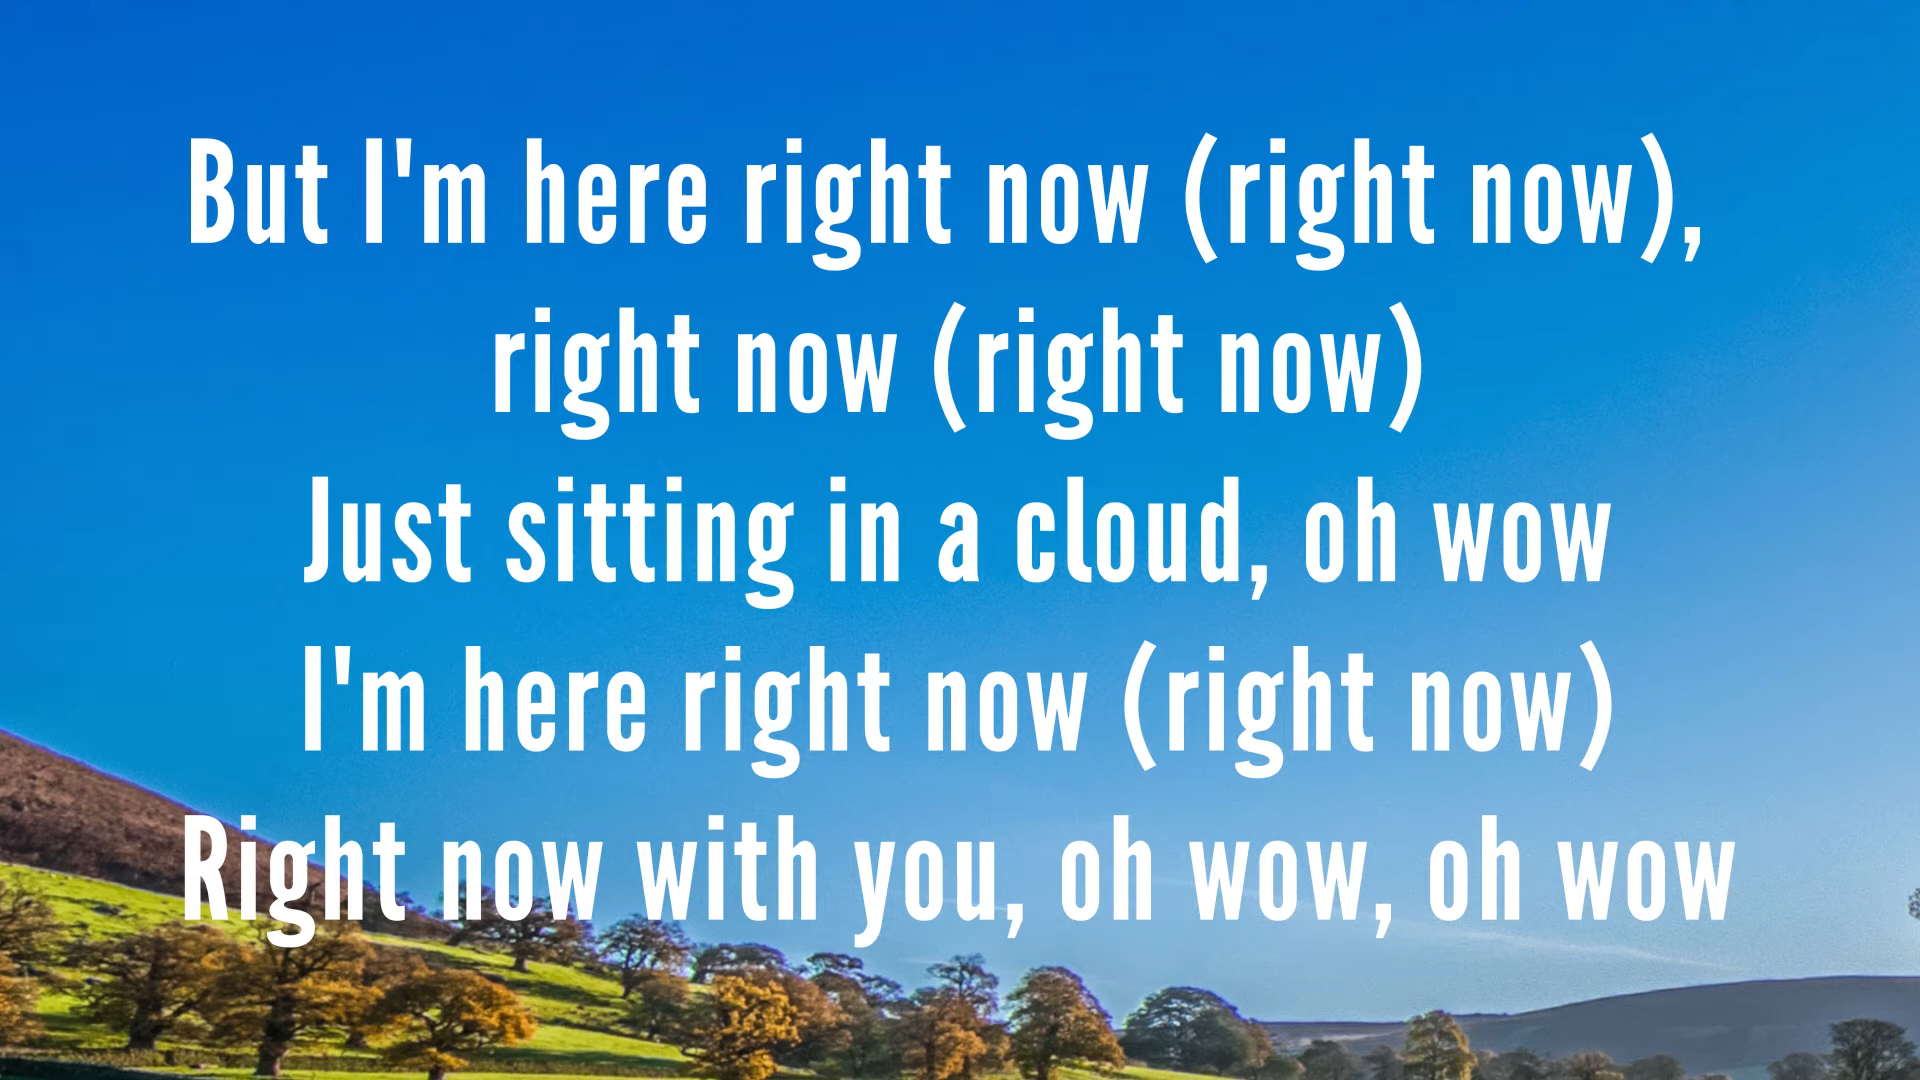 But I'm here right now (right now),
right now (right now)
Just sitting in a cloud, oh wow
I'm here right now (right now)
Right now with you, oh wow, oh wow